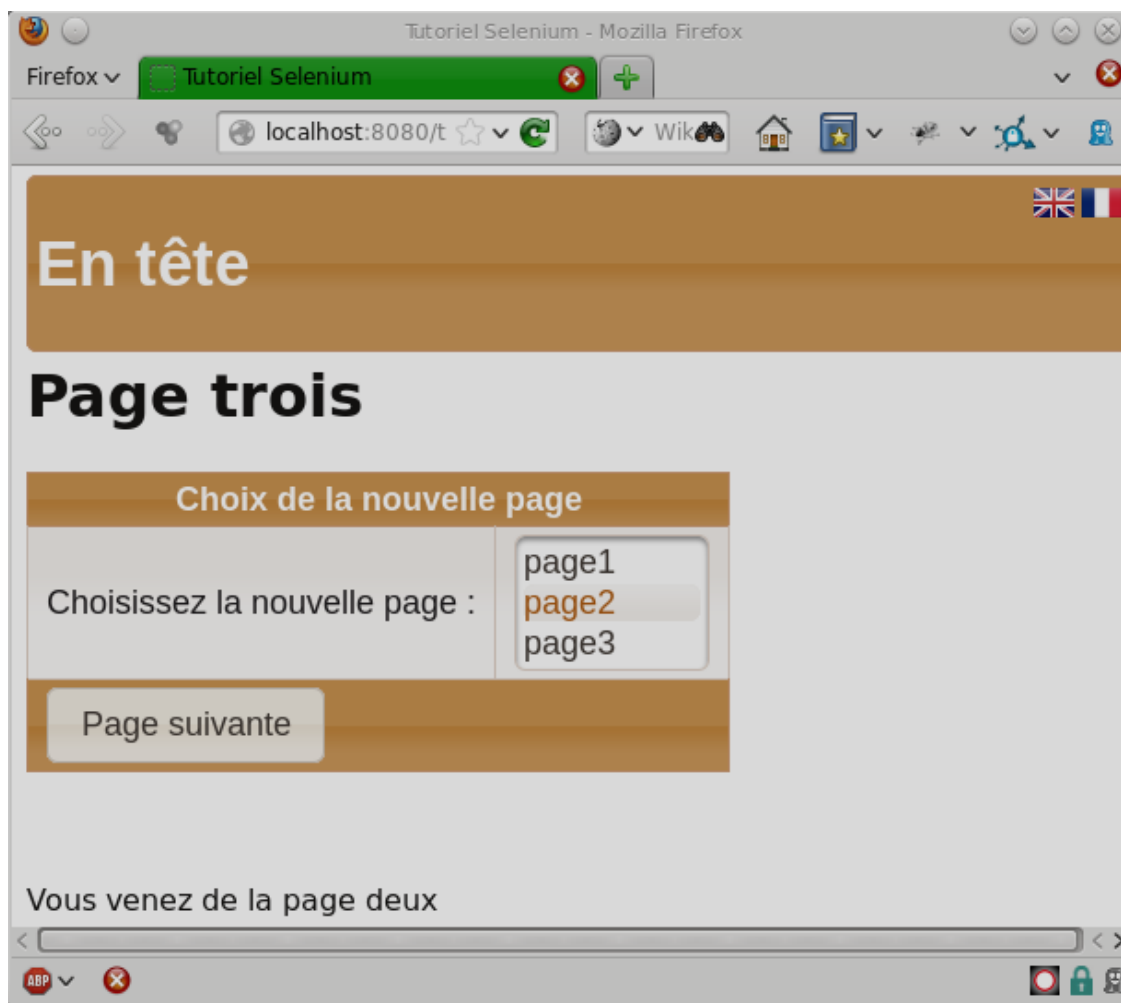 Tutoriel Selenium - Mozilla Firefox
Firefox
Tutoriel Selenium
localhost:8080/t
Wik
En tête
Page trois
Choix de la nouvelle page
Choisissez la nouvelle page :
page1
page2
page3
Page suivante
Vous venez de la page deux
ABP